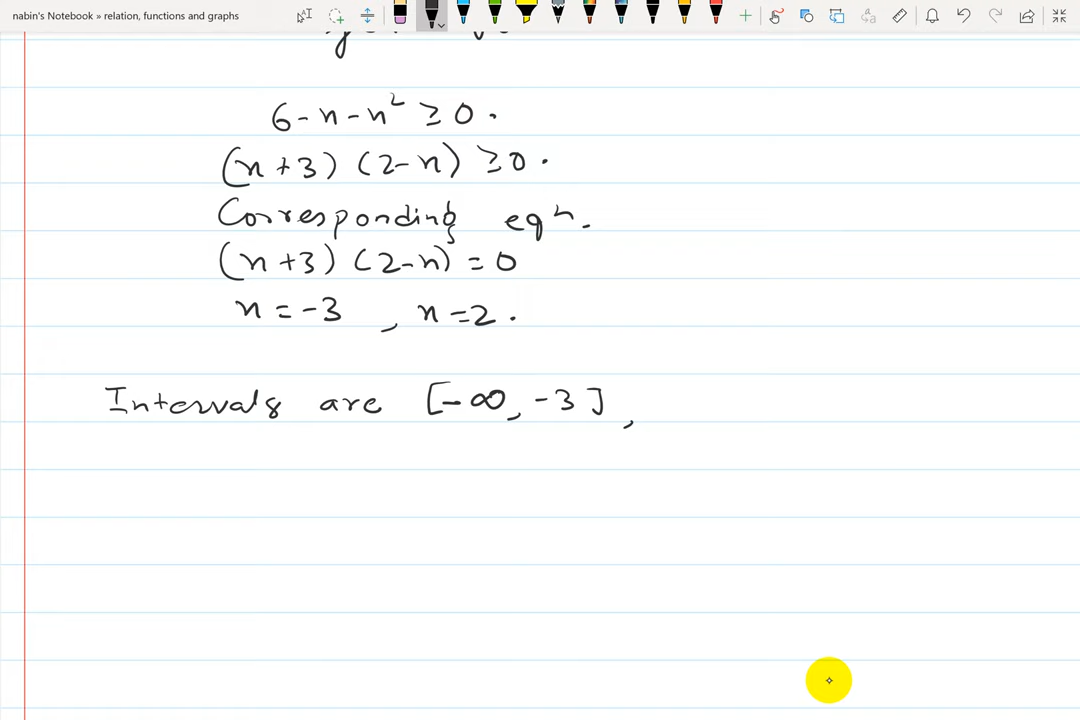 nabin's Notebook » relation, functions and graphs
6 - x - x² ≥ 0.
(x + 3) (2 - x) ≥ 0.
Corresponding eqⁿ.
(x + 3) (2 - x) = 0
x = -3 , x = 2.
Intervals are [-∞, -3] ,